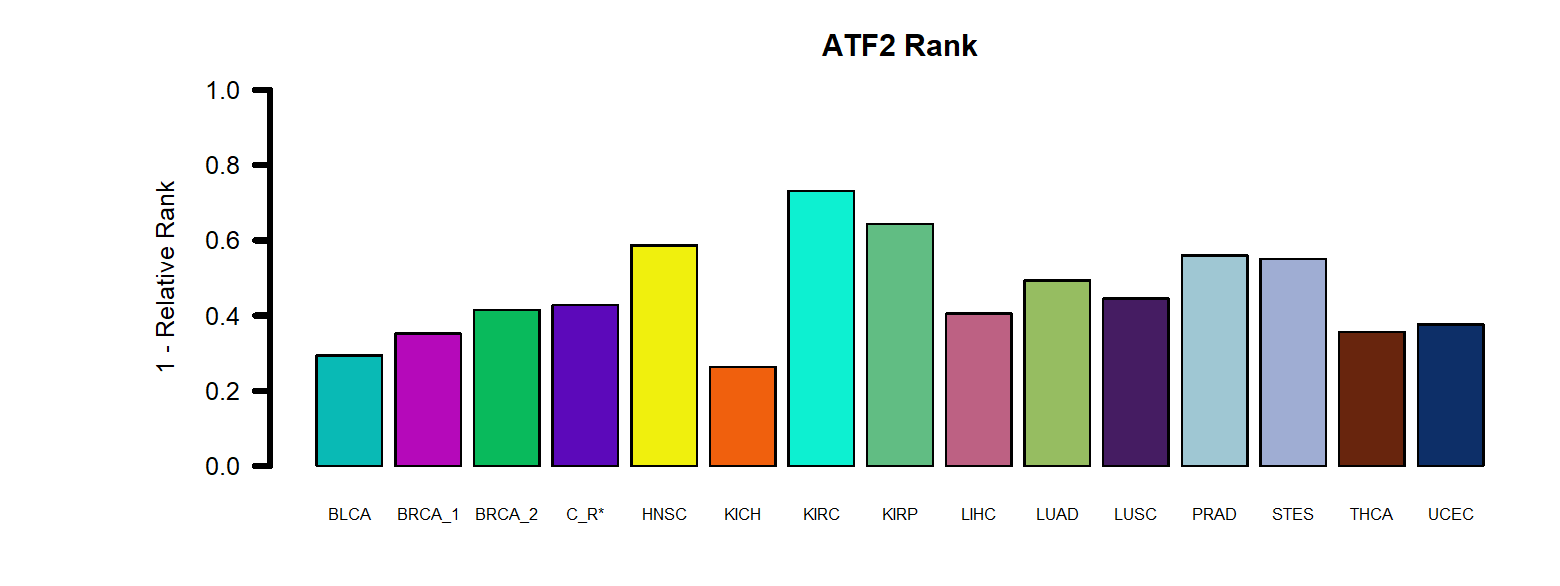 ATF2 Rank
1 - Relative Rank
1.0
0.8
0.6
0.4
0.2
0.0
BLCA BRCA_1 BRCA_2 C_R* HNSC KICH KIRC KIRP LIHC LUAD LUSC PRAD STES THCA UCEC